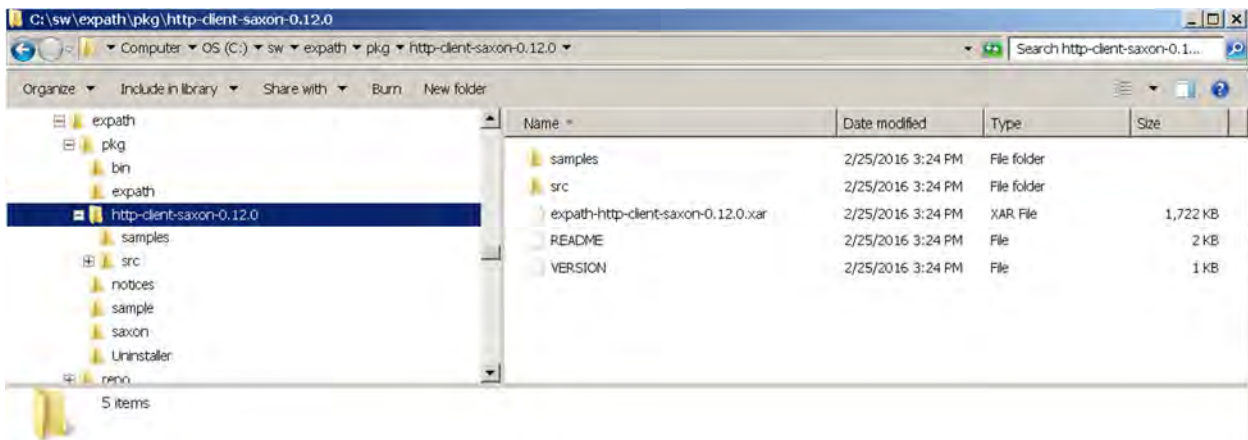 C:\sw\expath\pkg\http-client-saxon-0.12.0
Computer OS (C:) sw expath pkg http-client-saxon-0.12.0 Search http-client-saxon-0.1...
Organize Include in library Share with Burn New folder
expath Name Date modified Type Size
pkg
bin samples 2/25/2016 3:24 PM File folder
expath src 2/25/2016 3:24 PM File folder
http-client-saxon-0.12.0 expath-http-client-saxon-0.12.0.xar 2/25/2016 3:24 PM XAR File 1,722 KB
samples README 2/25/2016 3:24 PM File 2 KB
src VERSION 2/25/2016 3:24 PM File 1 KB
notices
sample
saxon
Uninstaller
repo
5 items